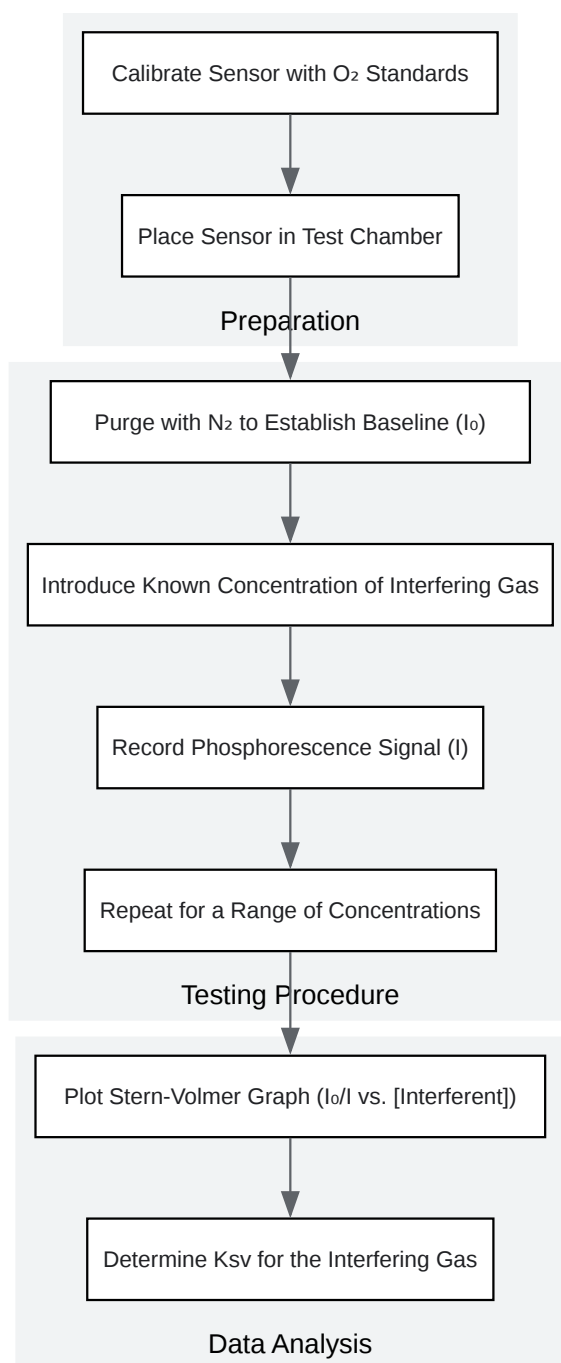 Calibrate Sensor with O₂ Standards
Place Sensor in Test Chamber
Preparation
Purge with N₂ to Establish Baseline (I₀)
Introduce Known Concentration of Interfering Gas
Record Phosphorescence Signal (I)
Repeat for a Range of Concentrations
Testing Procedure
Plot Stern-Volmer Graph (I₀/I vs. [Interferent])
Determine Ksv for the Interfering Gas
Data Analysis